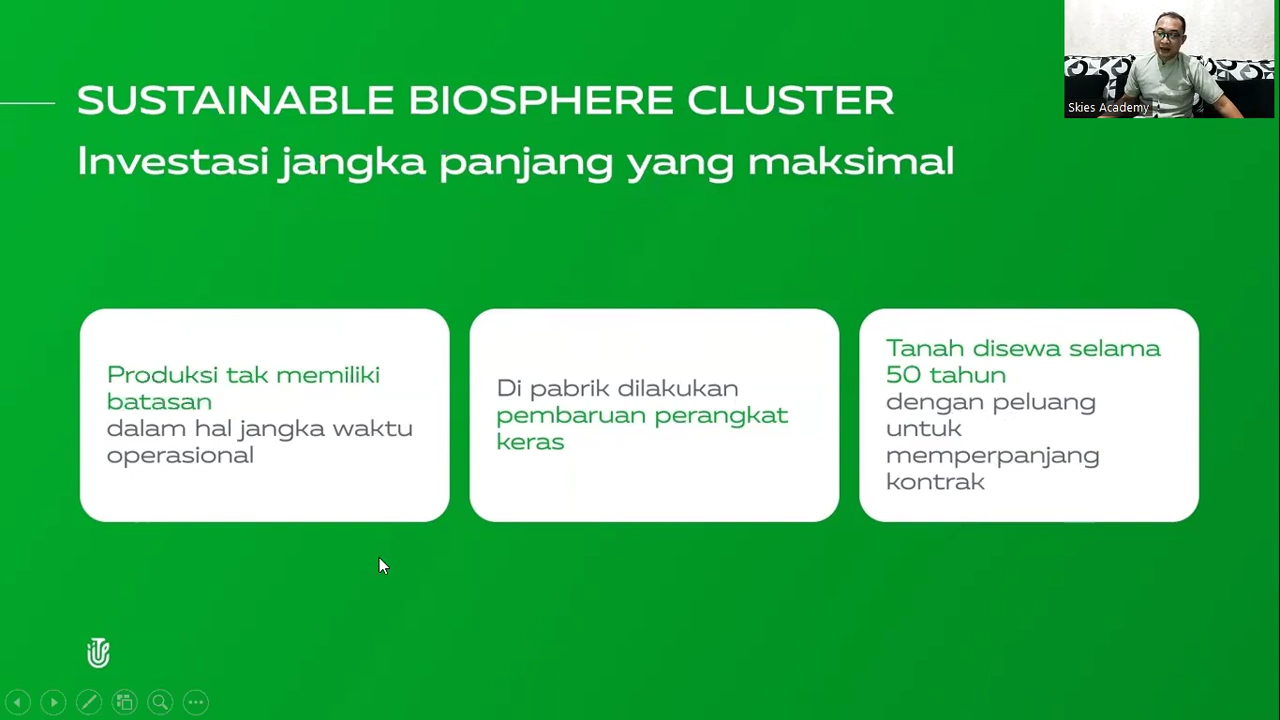 SUSTAINABLE BIOSPHERE CLUSTER
Investasi jangka panjang yang maksimal
Skies Academy
Produksi tak memiliki
batasan
dalam hal jangka waktu
operasional
Di pabrik dilakukan
pembaruan perangkat
keras
Tanah disewa selama
50 tahun
dengan peluang
untuk
memperpanjang
kontrak